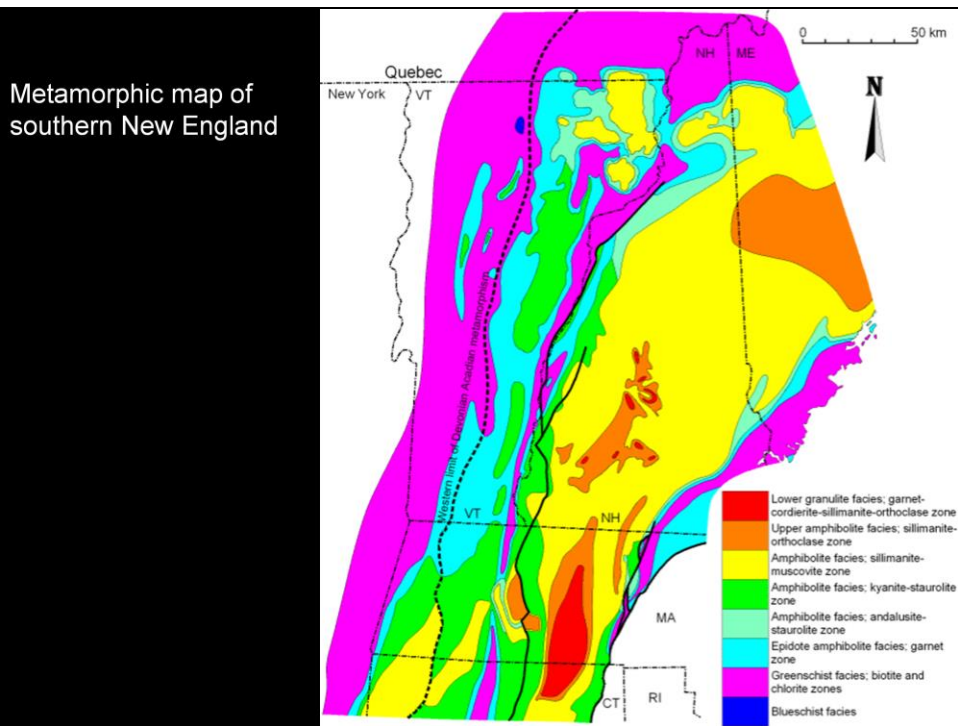 Metamorphic map of
southern New England
0 50 km
NH ME
Quebec
New York VT
N
Western limit of Devonian Acadian metamorphism
VT NH
MA
CT RI
Lower granulite facies; garnet-
cordierite-sillimanite-orthoclase zone
Upper amphibolite facies; sillimanite-
orthoclase zone
Amphibolite facies; sillimanite-
muscovite zone
Amphibolite facies; kyanite-staurolite
zone
Amphibolite facies; andalusite-
staurolite zone
Epidote amphibolite facies; garnet
zone
Greenschist facies; biotite and
chlorite zones
Blueschist facies